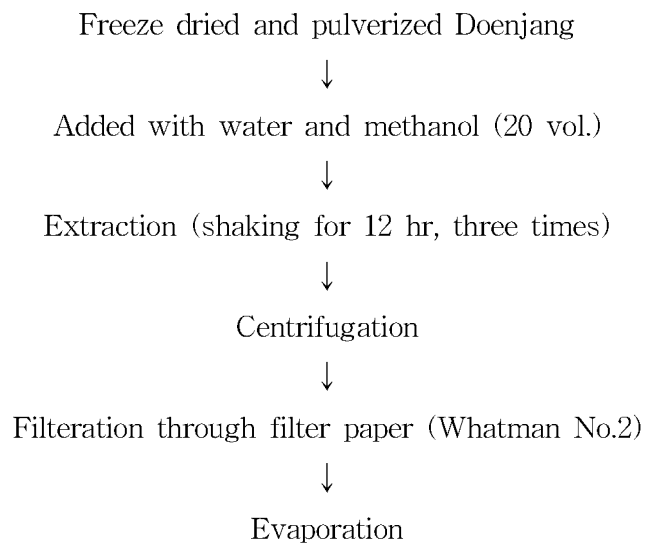 Freeze dried and pulverized Doenjang
↓
Added with water and methanol (20 vol.)
↓
Extraction (shaking for 12 hr, three times)
↓
Centrifugation
↓
Filteration through filter paper (Whatman No.2)
↓
Evaporation